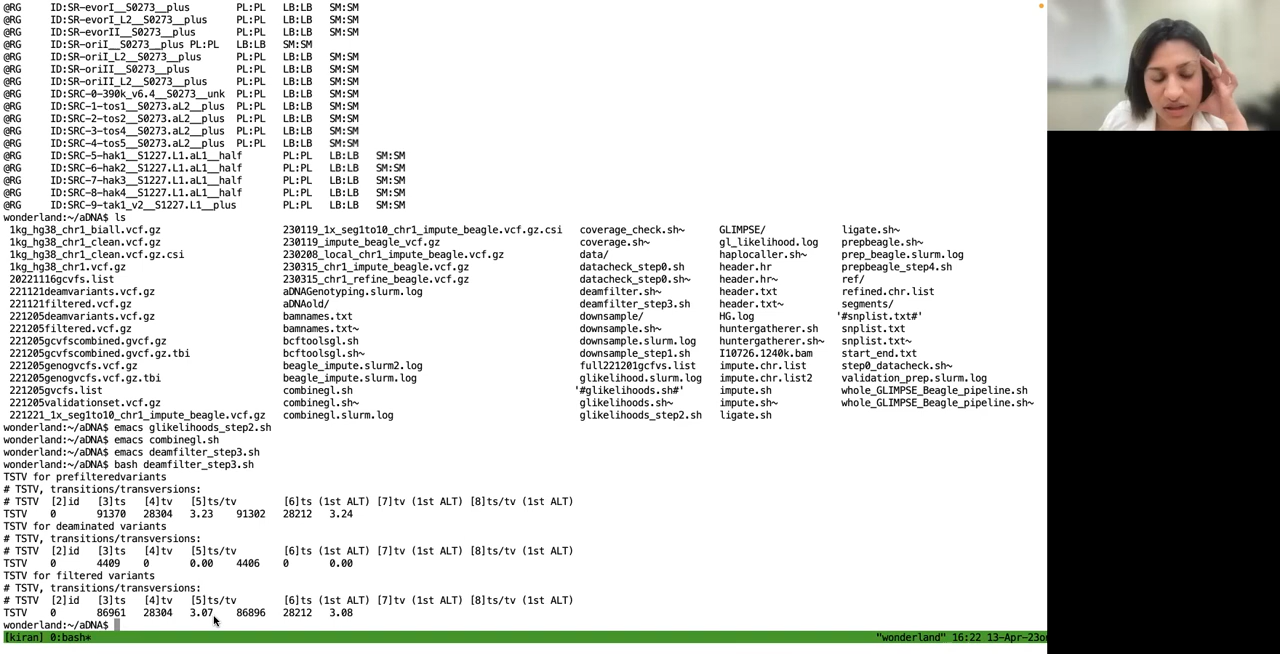 @RG ID:SR-evorI__S0273__plus PL:PL LB:LB SM:SM
@RG ID:SR-evorI_L2__S0273__plus PL:PL LB:LB SM:SM
@RG ID:SR-evorII__S0273__plus PL:PL LB:LB SM:SM
@RG ID:SR-oriI__S0273__plus PL:PL LB:LB SM:SM
@RG ID:SR-oriI_L2__S0273__plus PL:PL LB:LB SM:SM
@RG ID:SR-oriII__S0273__plus PL:PL LB:LB SM:SM
@RG ID:SR-oriII_L2__S0273__plus PL:PL LB:LB SM:SM
@RG ID:SRC-0-390k_v6.4__S0273__unk PL:PL LB:LB SM:SM
@RG ID:SRC-1-tos1__S0273.aL2__plus PL:PL LB:LB SM:SM
@RG ID:SRC-2-tos2__S0273.aL2__plus PL:PL LB:LB SM:SM
@RG ID:SRC-3-tos4__S0273.aL2__plus PL:PL LB:LB SM:SM
@RG ID:SRC-4-tos5__S0273.aL2__plus PL:PL LB:LB SM:SM
@RG ID:SRC-5-hak1__S1227.L1.aL1__half PL:PL LB:LB SM:SM
@RG ID:SRC-6-hak2__S1227.L1.aL1__half PL:PL LB:LB SM:SM
@RG ID:SRC-7-hak3__S1227.L1.aL1__half PL:PL LB:LB SM:SM
@RG ID:SRC-8-hak4__S1227.L1.aL1__half PL:PL LB:LB SM:SM
@RG ID:SRC-9-tak1_v2__S1227.L1__plus PL:PL LB:LB SM:SM
wonderland:~/aDNA$ ls
1kg_hg38_chr1_biall.vcf.gz 230119_1x_seg1to10_chr1_impute_beagle.vcf.gz.csi coverage_check.sh~ GLIMPSE/ ligate.sh~
1kg_hg38_chr1_clean.vcf.gz 230119_impute_beagle_vcf.gz coverage.sh~ gl_likelihood.log prepbeagle.sh~
1kg_hg38_chr1_clean.vcf.gz.csi 230208_local_chr1_impute_beagle.vcf.gz data/ haplocaller.sh~ prep_beagle.slurm.log
1kg_hg38_chr1.vcf.gz 230315_chr1_impute_beagle.vcf.gz datacheck_step0.sh header.hr prepbeagle_step4.sh
20221116gcvfs.list 230315_chr1_refine_beagle.vcf.gz datacheck_step0.sh~ header.hr~ ref/
221121deamvariants.vcf.gz aDNAGenotyping.slurm.log deamfilter.sh~ header.txt refined.chr.list
221121filtered.vcf.gz aDNAold/ deamfilter_step3.sh header.txt~ segments/
221205deamvariants.vcf.gz bamnames.txt downsample/ HG.log '#snplist.txt#'
221205filtered.vcf.gz bamnames.txt~ downsample.sh~ huntergatherer.sh snplist.txt
221205gcvfscombined.gvcf.gz bcftoolsgl.sh downsample.slurm.log huntergatherer.sh~ snplist.txt~
221205gcvfscombined.gvcf.gz.tbi bcftoolsgl.sh~ downsample_step1.sh I10726.1240k.bam start_end.txt
221205genogvcfs.vcf.gz beagle_impute.slurm2.log full221201gcfvs.list impute.chr.list step0_datacheck.sh~
221205genogvcfs.vcf.gz.tbi beagle_impute.slurm.log glikelihood.slurm.log impute.chr.list2 validation_prep.slurm.log
221205gvcfs.list combinegl.sh '#glikelihoods.sh#' impute.sh whole_GLIMPSE_Beagle_pipeline.sh
221205validationset.vcf.gz combinegl.sh~ glikelihoods.sh~ impute.sh~ whole_GLIMPSE_Beagle_pipeline.sh~
221221_1x_seg1to10_chr1_impute_beagle.vcf.gz combinegl.slurm.log glikelihoods_step2.sh ligate.sh
wonderland:~/aDNA$ emacs glikelihoods_step2.sh
wonderland:~/aDNA$ emacs combinegl.sh
wonderland:~/aDNA$ emacs deamfilter_step3.sh
wonderland:~/aDNA$ bash deamfilter_step3.sh
TSTV for prefilteredvariants
# TSTV, transitions/transversions:
# TSTV [2]id [3]ts [4]tv [5]ts/tv [6]ts (1st ALT) [7]tv (1st ALT) [8]ts/tv (1st ALT)
TSTV 0 91370 28304 3.23 91302 28212 3.24
TSTV for deaminated variants
# TSTV, transitions/transversions:
# TSTV [2]id [3]ts [4]tv [5]ts/tv [6]ts (1st ALT) [7]tv (1st ALT) [8]ts/tv (1st ALT)
TSTV 0 4409 0 0.00 4406 0 0.00
TSTV for filtered variants
# TSTV, transitions/transversions:
# TSTV [2]id [3]ts [4]tv [5]ts/tv [6]ts (1st ALT) [7]tv (1st ALT) [8]ts/tv (1st ALT)
TSTV 0 86961 28304 3.07 86896 28212 3.08
wonderland:~/aDNA$
[kiran] 0:bash* "wonderland" 16:22 13-Apr-23